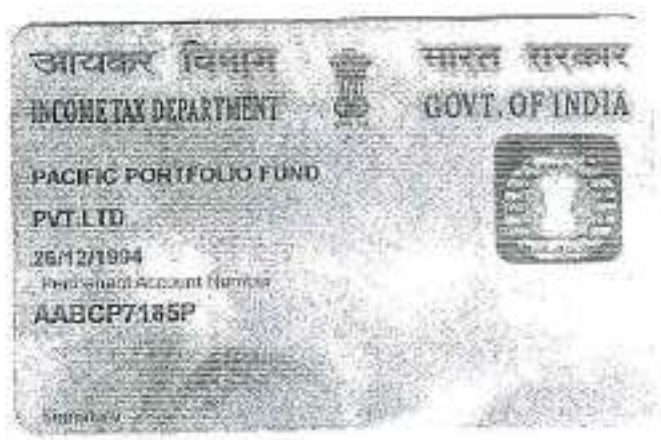 आयकर विभाग
भारत सरकार
INCOME TAX DEPARTMENT
GOVT. OF INDIA
PACIFIC PORTFOLIO FUND
PVT.LTD
26/12/1994
Permanent Account Number
AABCP7185P
Signature